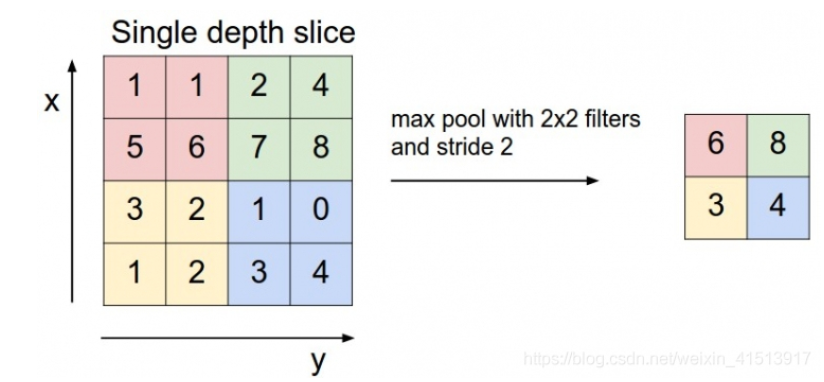 Single depth slice
x
1 1 2 4
5 6 7 8
3 2 1 0
1 2 3 4
y
max pool with 2x2 filters
and stride 2
6 8
3 4
https://blog.csdn.net/weixin_41513917